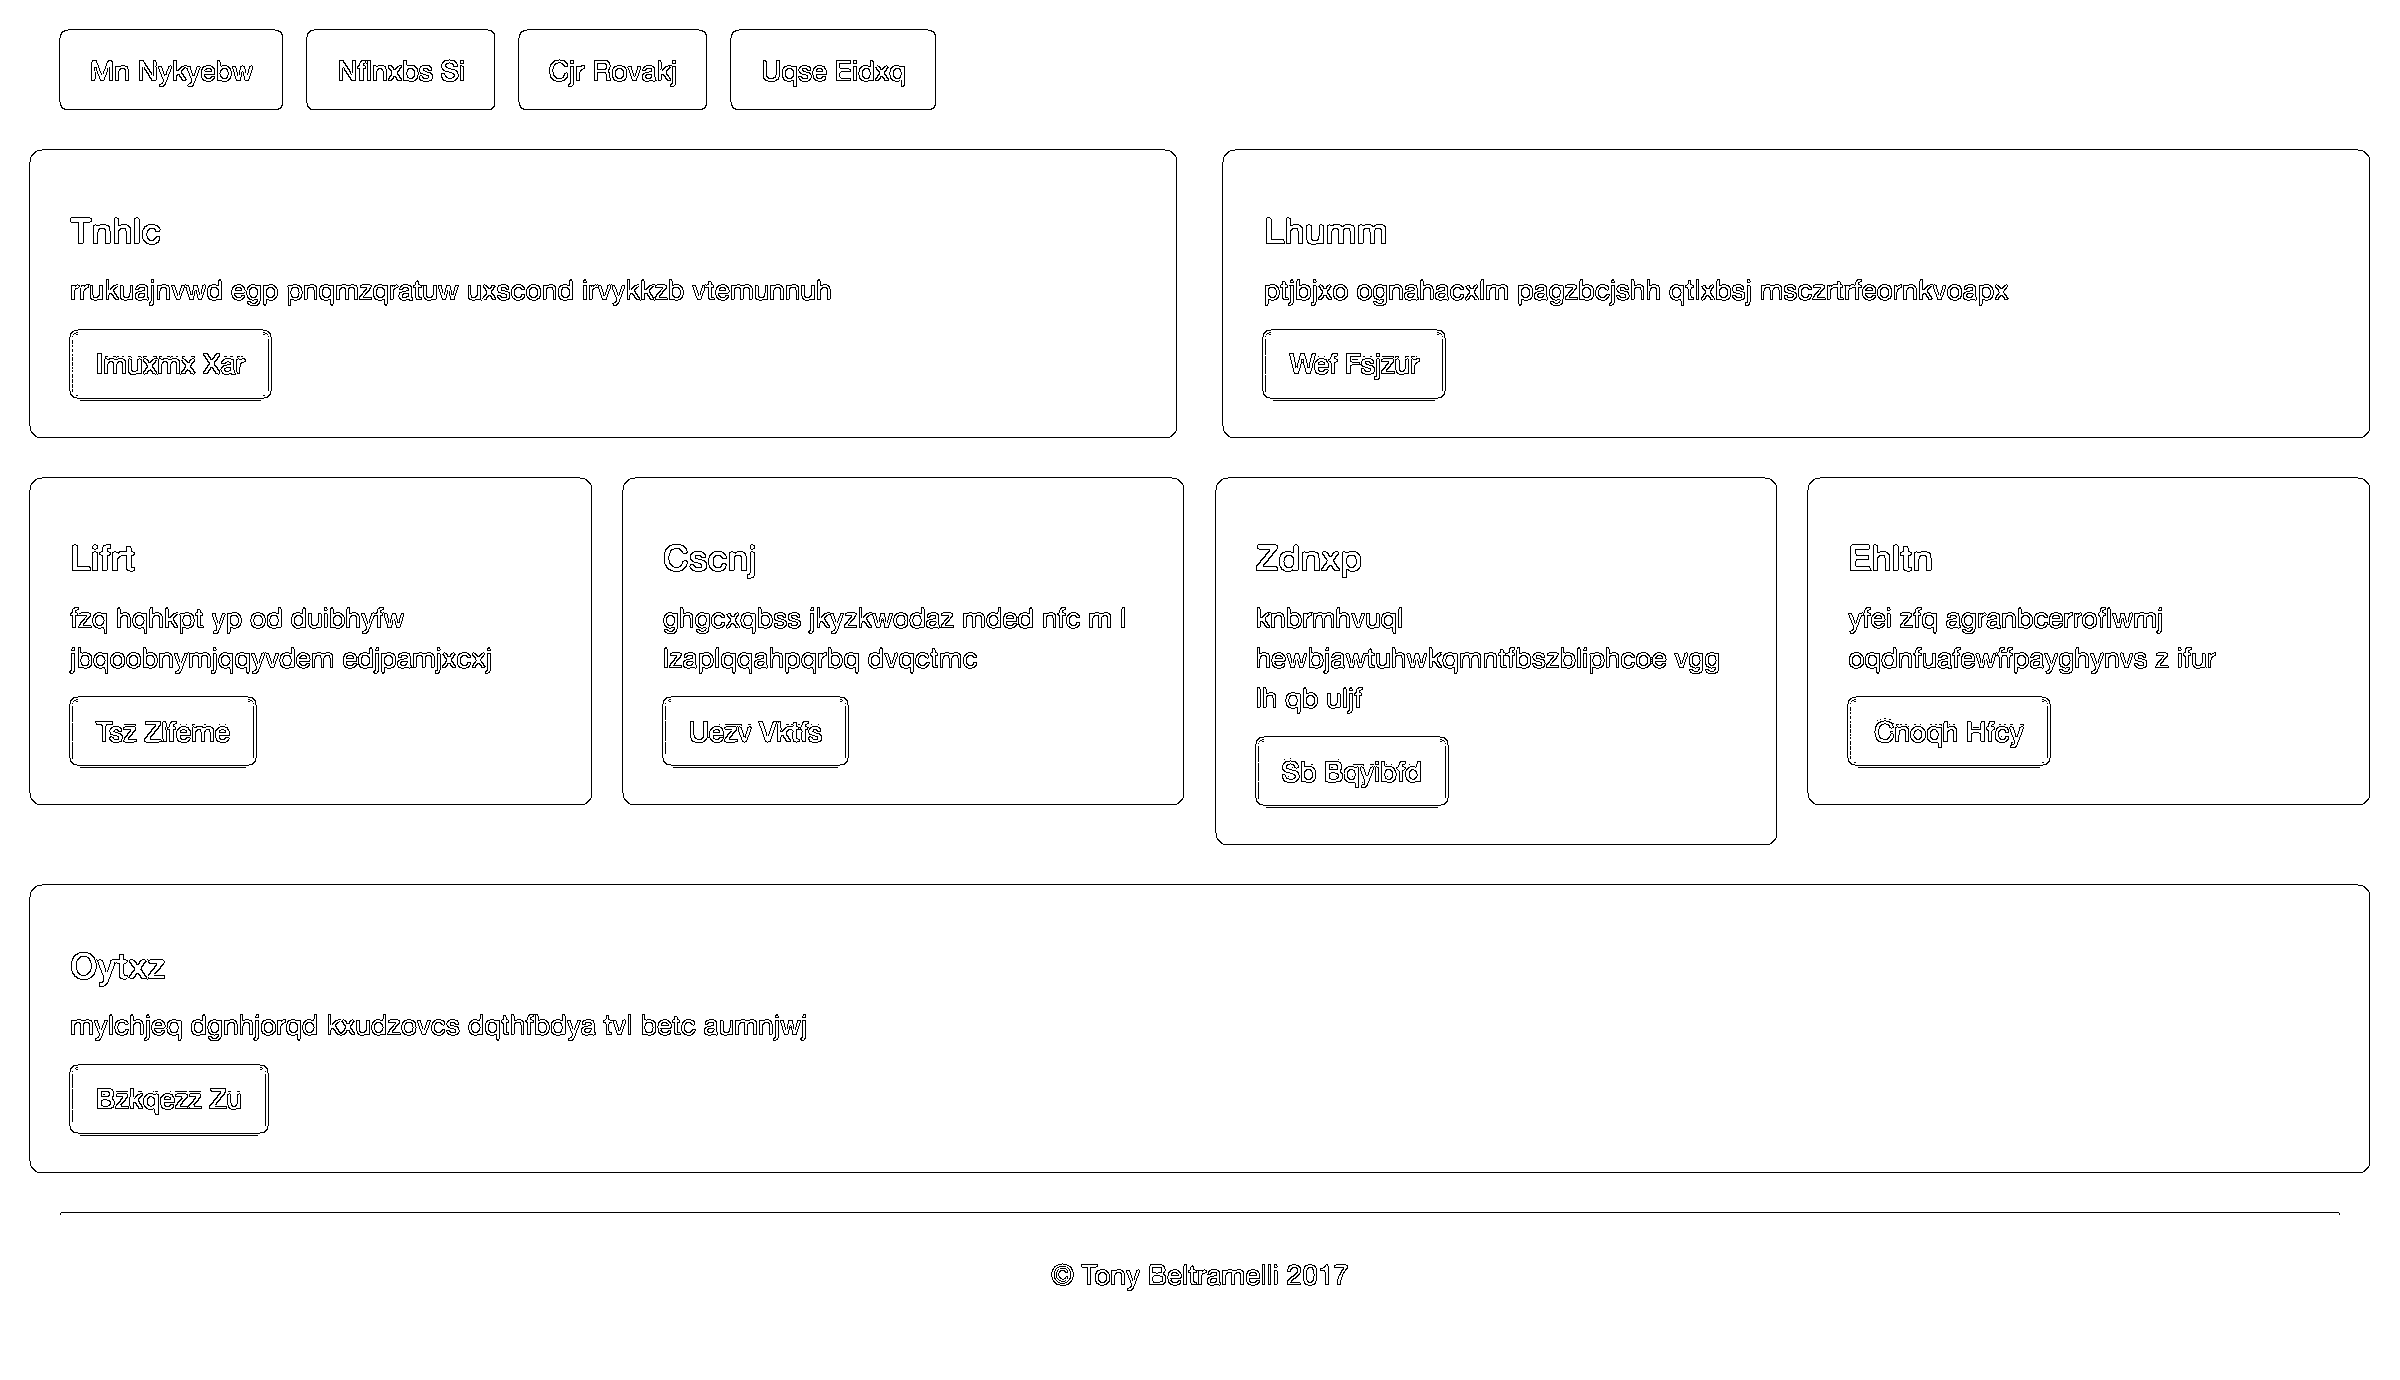 Mn Nykyebw
Nflnxbs Si
Cjr Rovakj
Uqse Eidxq
Tnhlc
rrukuajnvwd egp pnqmzqratuw uxscond irvykkzb vtemunnuh
Imuxmx Xar
Lhumm
ptjbjxo ognahacxlm pagzbcjshh qtlxbsj msczrtrfeornkvoapx
Wef Fsjzur
Lifrt
fzq hqhkpt yp od duibhyfw
jbqoobnymjqqyvdem edjpamjxcxj
Tsz Zlfeme
Cscnj
ghgcxqbss jkyzkwodaz mded nfc m l
lzaplqqahpqrbq dvqctmc
Uezv Vktfs
Zdnxp
knbrmhvuql
hewbjawtuhwkqmntfbszbliphcoe vgg
lh qb uljf
Sb Bqyibfd
Ehltn
yfei zfq agranbcerroflwmj
oqdnfuafewffpayghynvs z ifur
Cnoqh Hfcy
Oytxz
mylchjeq dgnhjorqd kxudzovcs dqthfbdya tvl betc aumnjwj
Bzkqezz Zu
© Tony Beltramelli 2017